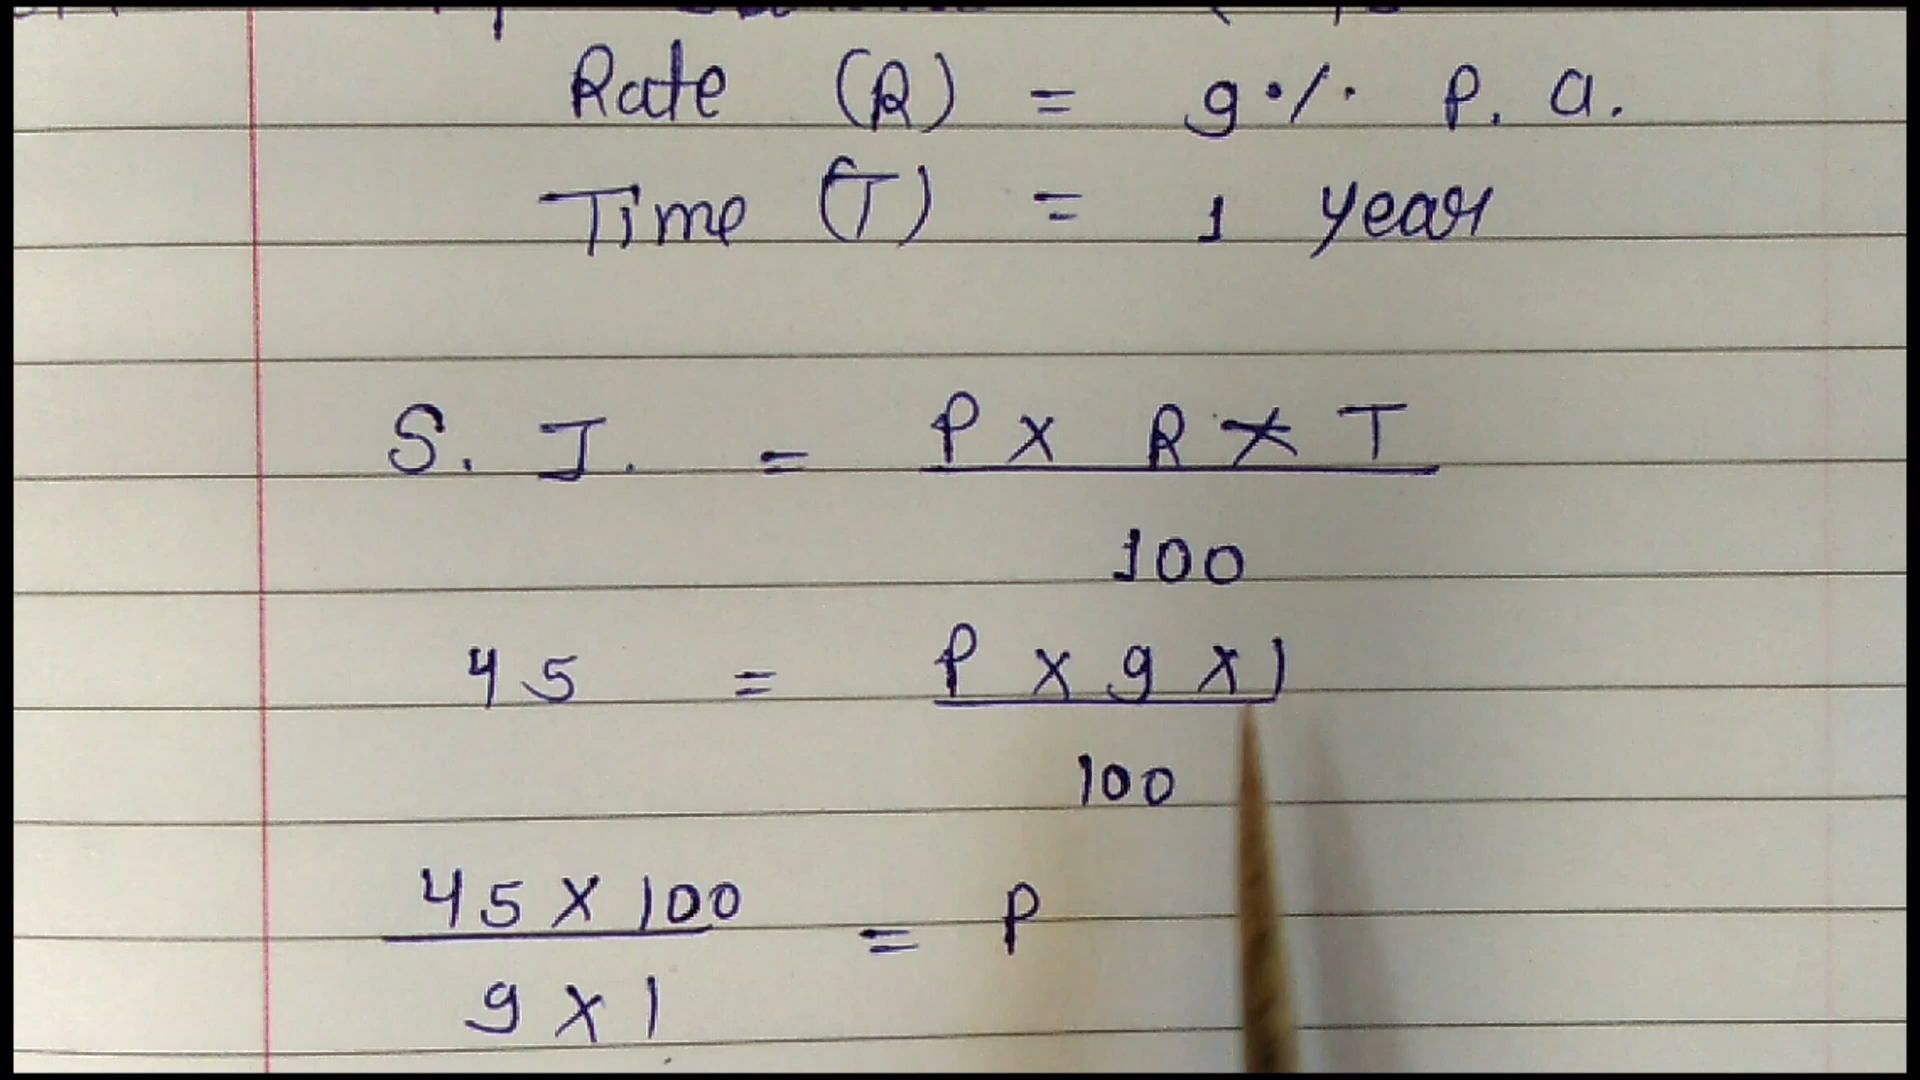 Rate (R) = 9% P. a.
Time (T) = 1 year
S. I. = P x R x T
100
45 = P x 9 x 1
100
45 x 100 = P
9 x 1